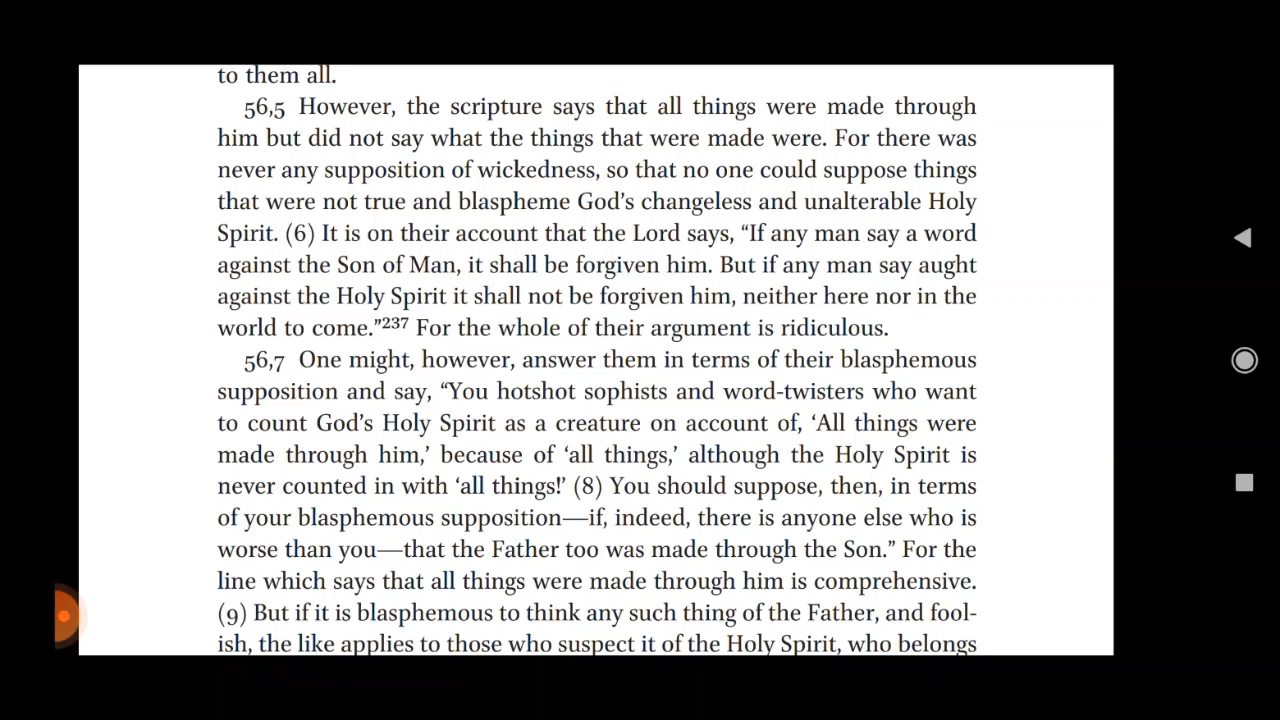 to them all.
56,5 However, the scripture says that all things were made through
him but did not say what the things that were made were. For there was
never any supposition of wickedness, so that no one could suppose things
that were not true and blaspheme God's changeless and unalterable Holy
Spirit. (6) It is on their account that the Lord says, “If any man say a word
against the Son of Man, it shall be forgiven him. But if any man say aught
against the Holy Spirit it shall not be forgiven him, neither here nor in the
world to come.”237 For the whole of their argument is ridiculous.
56,7 One might, however, answer them in terms of their blasphemous
supposition and say, “You hotshot sophists and word-twisters who want
to count God's Holy Spirit as a creature on account of, ‘All things were
made through him,’ because of ‘all things,’ although the Holy Spirit is
never counted in with ‘all things!’ (8) You should suppose, then, in terms
of your blasphemous supposition—if, indeed, there is anyone else who is
worse than you—that the Father too was made through the Son.” For the
line which says that all things were made through him is comprehensive.
(9) But if it is blasphemous to think any such thing of the Father, and fool-
ish, the like applies to those who suspect it of the Holy Spirit, who belongs